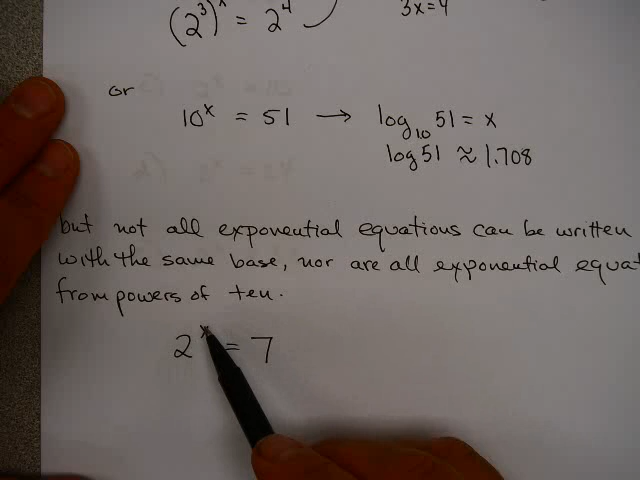 (2³)ˣ = 2⁴
3x=4
or
10ˣ = 51 → log₁₀ 51 = x
log 51 ≈ 1.708
but not all exponential equations can be written
with the same base, nor are all exponential equat
from powers of ten.
2ˣ = 7